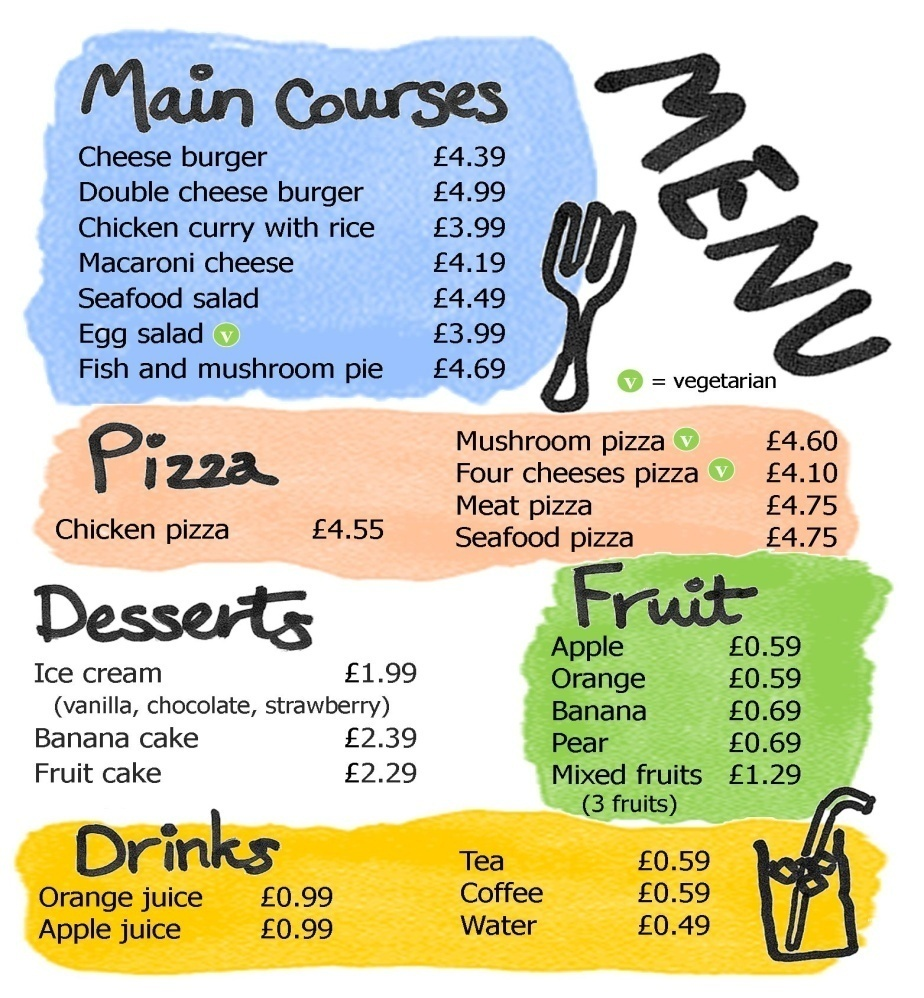 MENU
Main Courses
Cheese burger £4.39
Double cheese burger £4.99
Chicken curry with rice £3.99
Macaroni cheese £4.19
Seafood salad £4.49
Egg salad v £3.99
Fish and mushroom pie £4.69
v = vegetarian
Pizza
Chicken pizza £4.55
Mushroom pizza v £4.60
Four cheeses pizza v £4.10
Meat pizza £4.75
Seafood pizza £4.75
Desserts
Ice cream £1.99
(vanilla, chocolate, strawberry)
Banana cake £2.39
Fruit cake £2.29
Fruit
Apple £0.59
Orange £0.59
Banana £0.69
Pear £0.69
Mixed fruits £1.29
(3 fruits)
Drinks
Orange juice £0.99
Apple juice £0.99
Tea £0.59
Coffee £0.59
Water £0.49